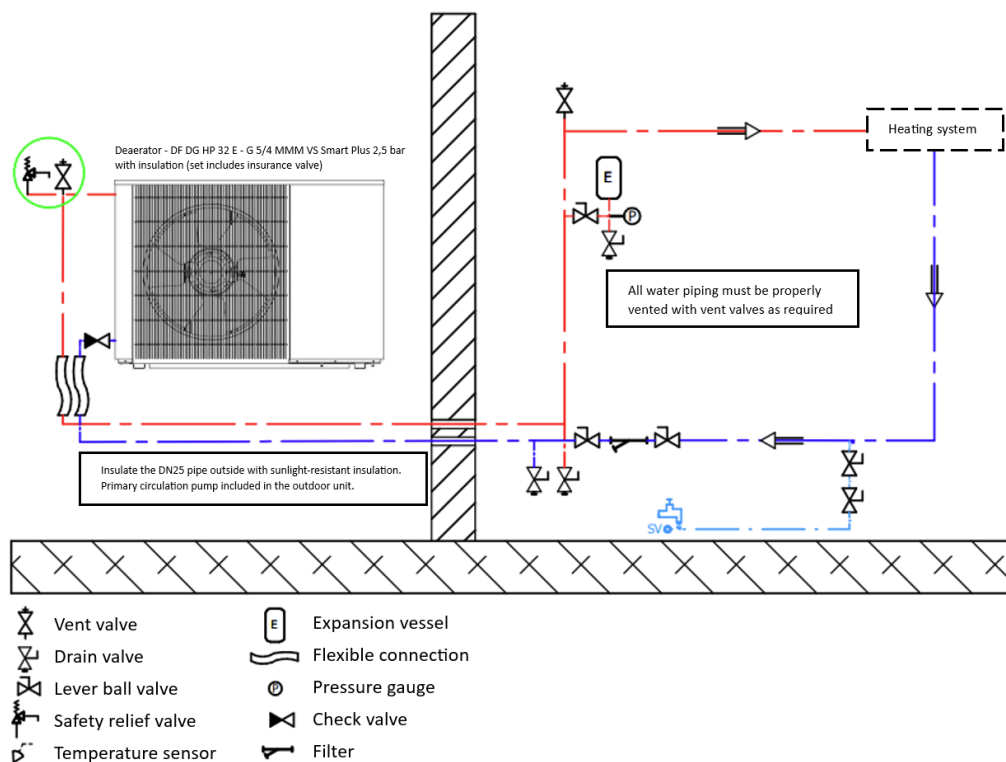 Deaerator - DF DG HP 32 E - G 5/4 MMM VS Smart Plus 2,5 bar
with insulation (set includes insurance valve)
Heating system
E
P
All water piping must be properly
vented with vent valves as required
Insulate the DN25 pipe outside with sunlight-resistant insulation.
Primary circulation pump included in the outdoor unit.
SV
Vent valve
Drain valve
Lever ball valve
Safety relief valve
Temperature sensor
E
Expansion vessel
Flexible connection
P
Pressure gauge
Check valve
Filter